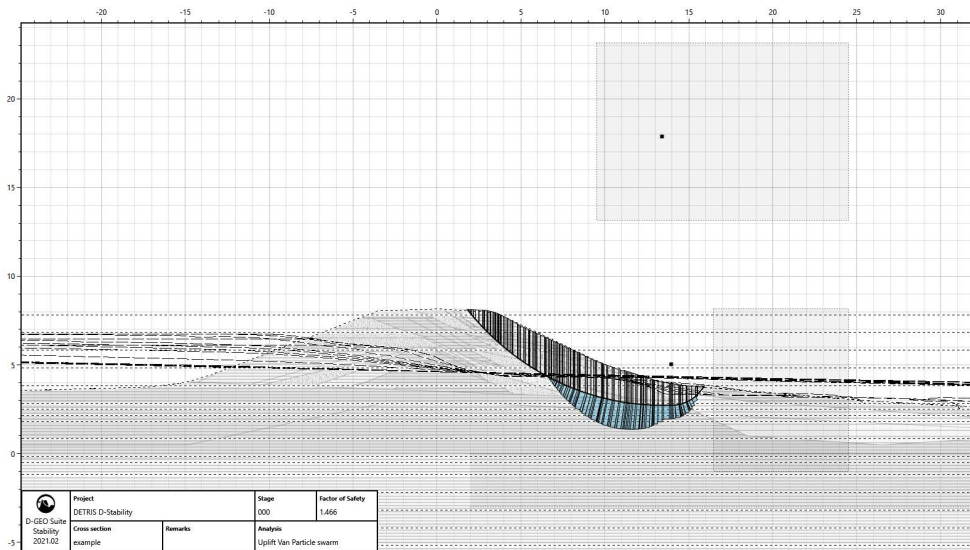 -20 -15 -10 -5 0 5 10 15 20 25 30
20
15
10
5
0
-5
D-GEO Suite
Stability
2021.02
Project
DETRIS D-Stability
Stage
000
Factor of Safety
1.466
Cross section
example
Remarks
Analysis
Uplift Van Particle swarm